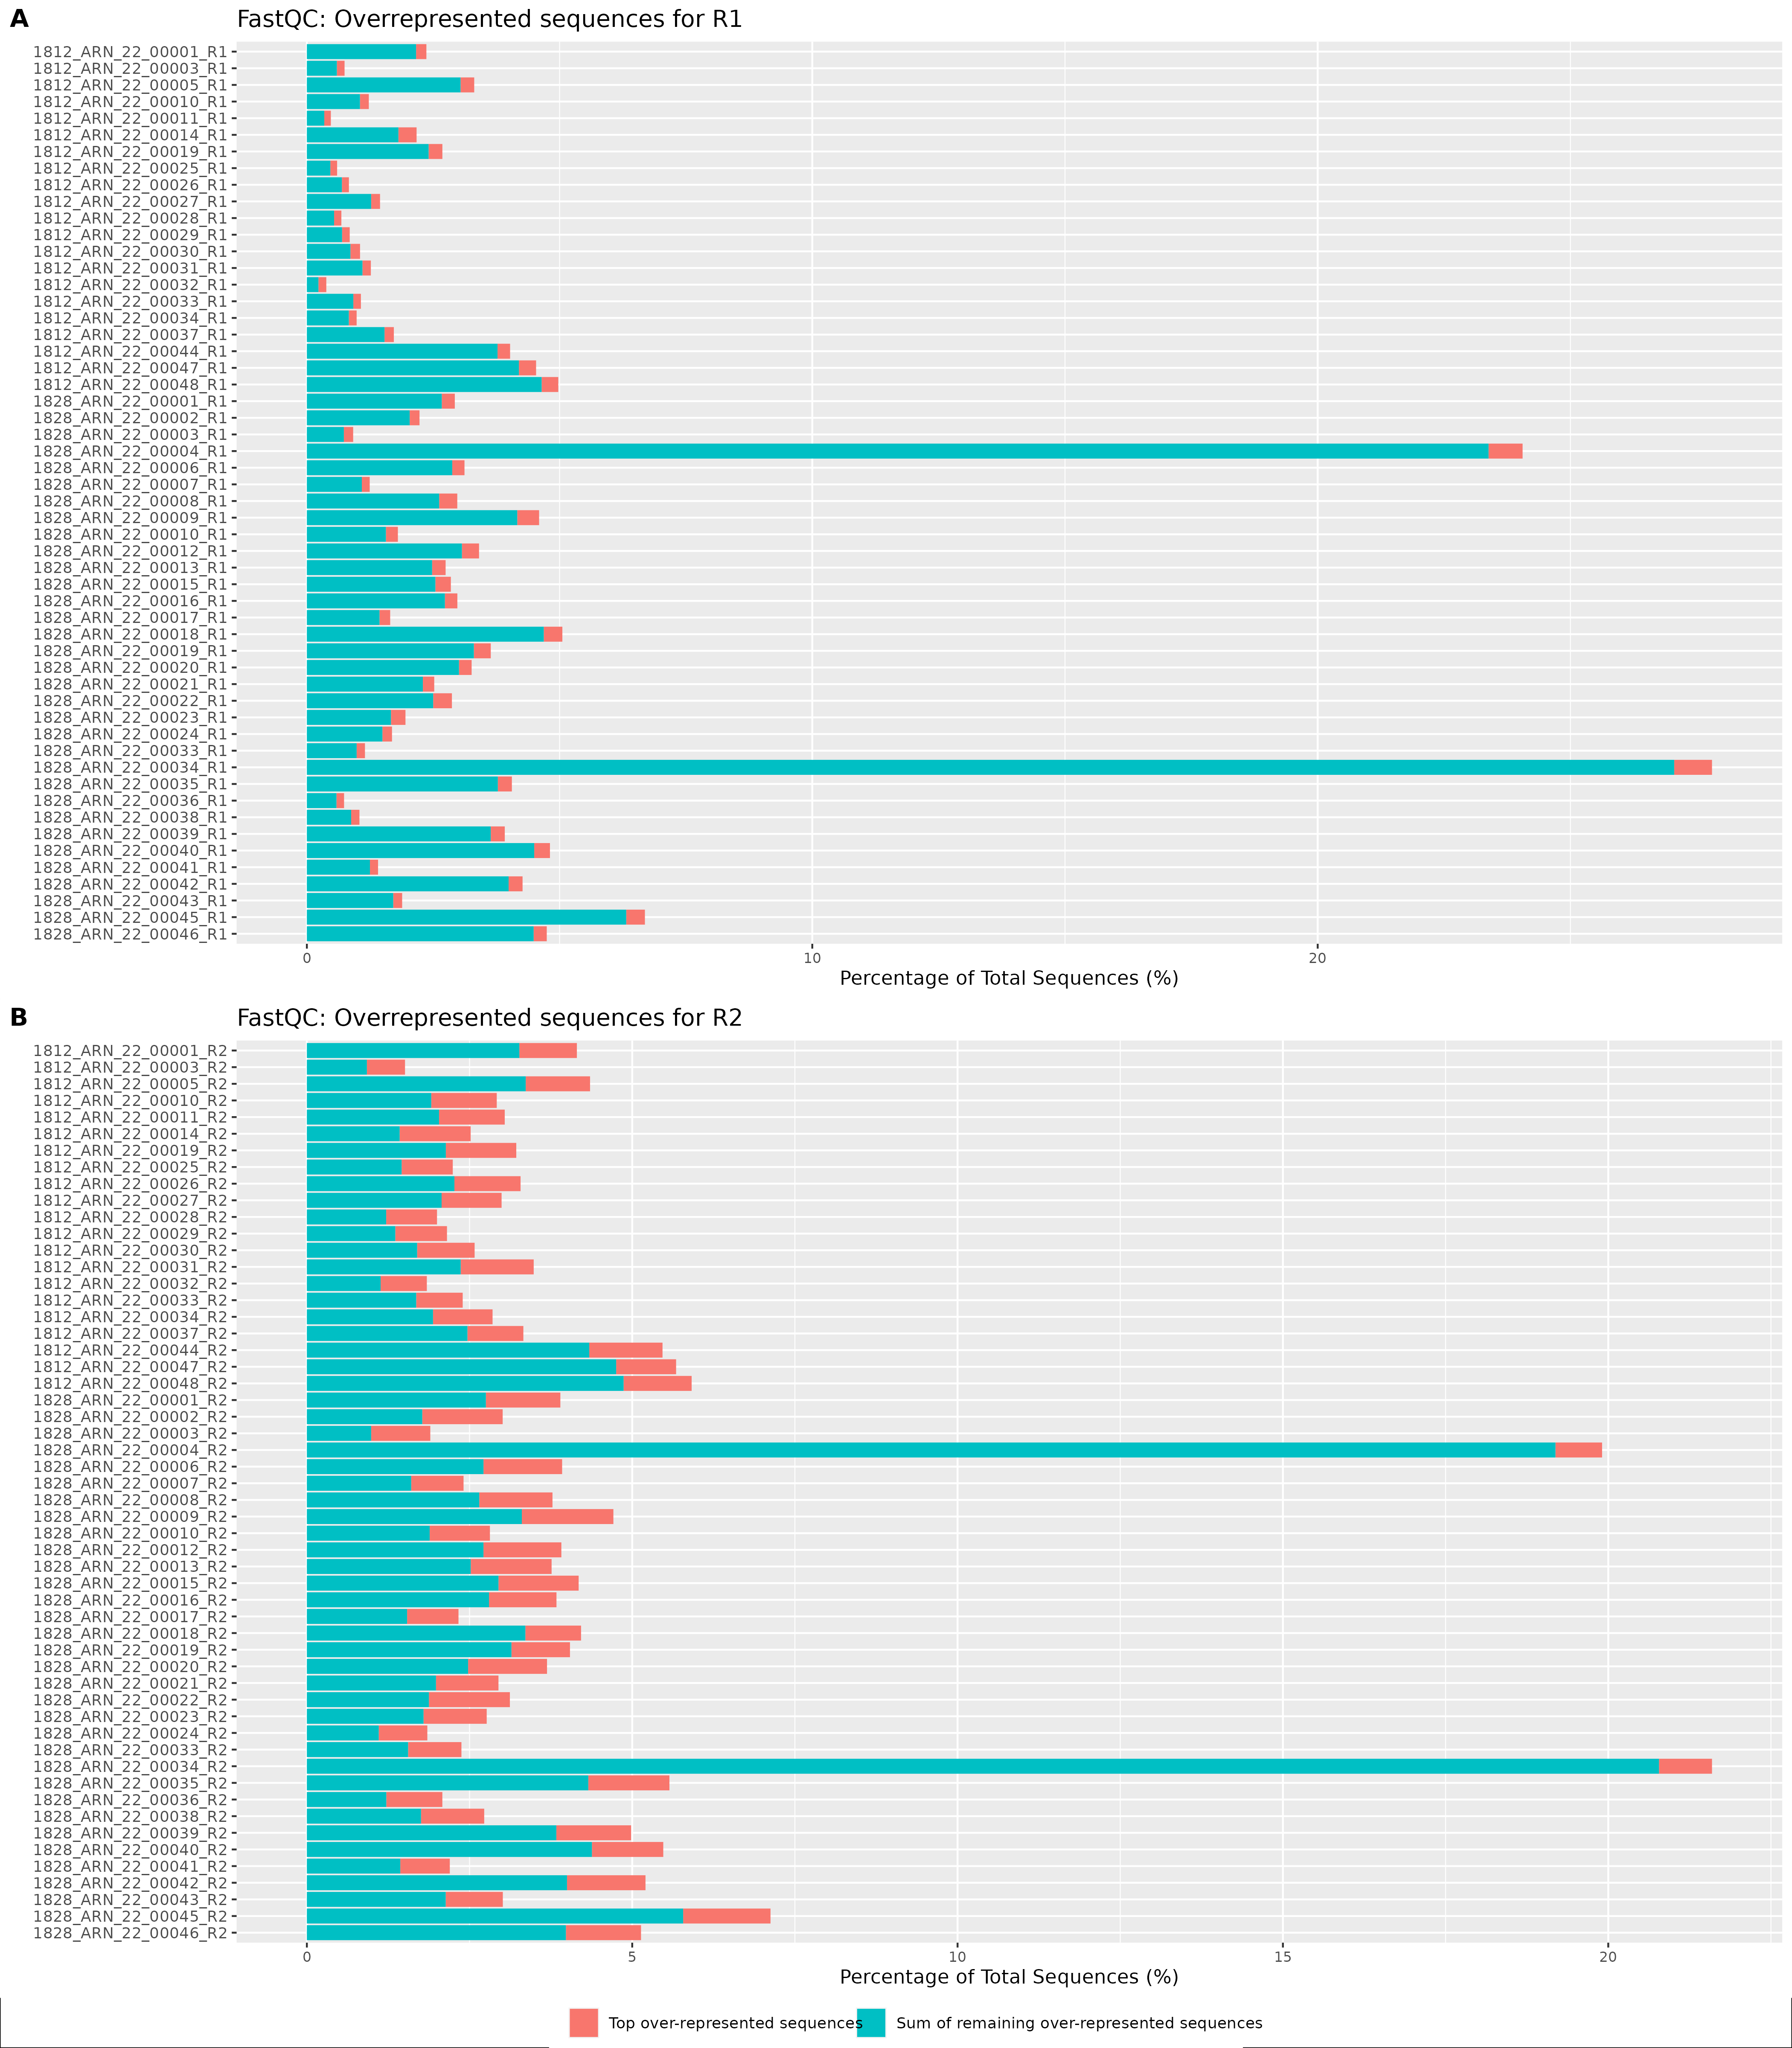 A
FastQC: Overrepresented sequences for R1
1812_ARN_22_00001_R1
1812_ARN_22_00003_R1
1812_ARN_22_00005_R1
1812_ARN_22_00010_R1
1812_ARN_22_00011_R1
1812_ARN_22_00014_R1
1812_ARN_22_00019_R1
1812_ARN_22_00025_R1
1812_ARN_22_00026_R1
1812_ARN_22_00027_R1
1812_ARN_22_00028_R1
1812_ARN_22_00029_R1
1812_ARN_22_00030_R1
1812_ARN_22_00031_R1
1812_ARN_22_00032_R1
1812_ARN_22_00033_R1
1812_ARN_22_00034_R1
1812_ARN_22_00037_R1
1812_ARN_22_00044_R1
1812_ARN_22_00047_R1
1812_ARN_22_00048_R1
1828_ARN_22_00001_R1
1828_ARN_22_00002_R1
1828_ARN_22_00003_R1
1828_ARN_22_00004_R1
1828_ARN_22_00006_R1
1828_ARN_22_00007_R1
1828_ARN_22_00008_R1
1828_ARN_22_00009_R1
1828_ARN_22_00010_R1
1828_ARN_22_00012_R1
1828_ARN_22_00013_R1
1828_ARN_22_00015_R1
1828_ARN_22_00016_R1
1828_ARN_22_00017_R1
1828_ARN_22_00018_R1
1828_ARN_22_00019_R1
1828_ARN_22_00020_R1
1828_ARN_22_00021_R1
1828_ARN_22_00022_R1
1828_ARN_22_00023_R1
1828_ARN_22_00024_R1
1828_ARN_22_00033_R1
1828_ARN_22_00034_R1
1828_ARN_22_00035_R1
1828_ARN_22_00036_R1
1828_ARN_22_00038_R1
1828_ARN_22_00039_R1
1828_ARN_22_00040_R1
1828_ARN_22_00041_R1
1828_ARN_22_00042_R1
1828_ARN_22_00043_R1
1828_ARN_22_00045_R1
1828_ARN_22_00046_R1
0 10 20
Percentage of Total Sequences (%)
B
FastQC: Overrepresented sequences for R2
1812_ARN_22_00001_R2
1812_ARN_22_00003_R2
1812_ARN_22_00005_R2
1812_ARN_22_00010_R2
1812_ARN_22_00011_R2
1812_ARN_22_00014_R2
1812_ARN_22_00019_R2
1812_ARN_22_00025_R2
1812_ARN_22_00026_R2
1812_ARN_22_00027_R2
1812_ARN_22_00028_R2
1812_ARN_22_00029_R2
1812_ARN_22_00030_R2
1812_ARN_22_00031_R2
1812_ARN_22_00032_R2
1812_ARN_22_00033_R2
1812_ARN_22_00034_R2
1812_ARN_22_00037_R2
1812_ARN_22_00044_R2
1812_ARN_22_00047_R2
1812_ARN_22_00048_R2
1828_ARN_22_00001_R2
1828_ARN_22_00002_R2
1828_ARN_22_00003_R2
1828_ARN_22_00004_R2
1828_ARN_22_00006_R2
1828_ARN_22_00007_R2
1828_ARN_22_00008_R2
1828_ARN_22_00009_R2
1828_ARN_22_00010_R2
1828_ARN_22_00012_R2
1828_ARN_22_00013_R2
1828_ARN_22_00015_R2
1828_ARN_22_00016_R2
1828_ARN_22_00017_R2
1828_ARN_22_00018_R2
1828_ARN_22_00019_R2
1828_ARN_22_00020_R2
1828_ARN_22_00021_R2
1828_ARN_22_00022_R2
1828_ARN_22_00023_R2
1828_ARN_22_00024_R2
1828_ARN_22_00033_R2
1828_ARN_22_00034_R2
1828_ARN_22_00035_R2
1828_ARN_22_00036_R2
1828_ARN_22_00038_R2
1828_ARN_22_00039_R2
1828_ARN_22_00040_R2
1828_ARN_22_00041_R2
1828_ARN_22_00042_R2
1828_ARN_22_00043_R2
1828_ARN_22_00045_R2
1828_ARN_22_00046_R2
0 5 10 15 20
Percentage of Total Sequences (%)
Top over-represented sequences Sum of remaining over-represented sequences